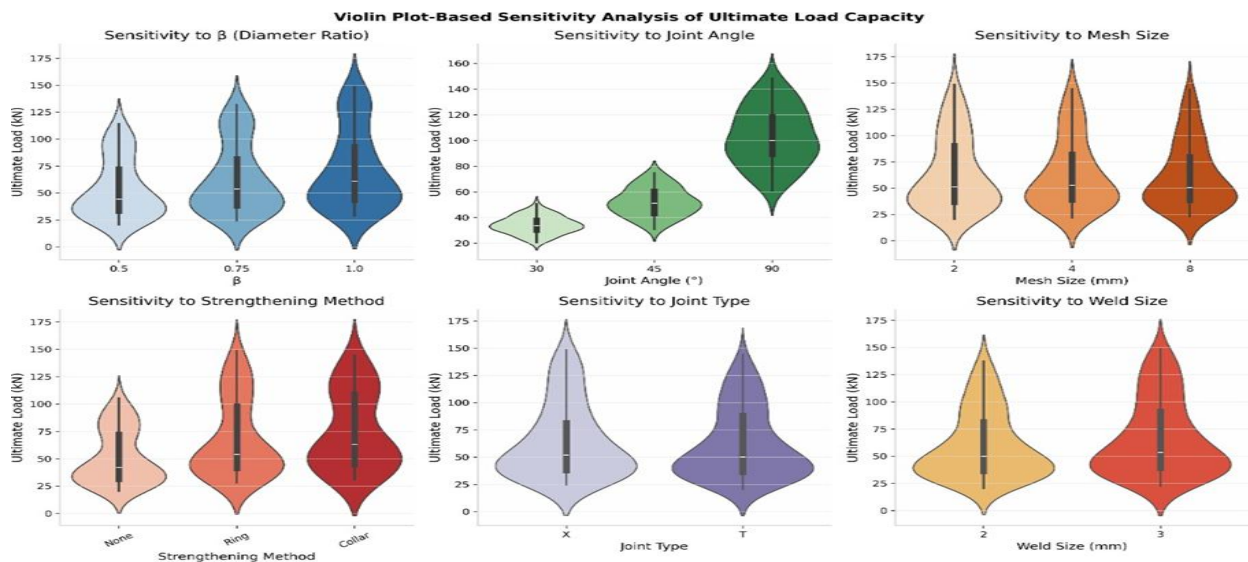 Violin Plot-Based Sensitivity Analysis of Ultimate Load Capacity
Sensitivity to β (Diameter Ratio)
Ultimate Load (kN)
175
150
125
100
75
50
25
0
0.5 0.75 1.0
β
Sensitivity to Joint Angle
Ultimate Load (kN)
160
140
120
100
80
60
40
20
30 45 90
Joint Angle (°)
Sensitivity to Mesh Size
Ultimate Load (kN)
175
150
125
100
75
50
25
0
2 4 8
Mesh Size (mm)
Sensitivity to Strengthening Method
Ultimate Load (kN)
175
150
125
100
75
50
25
0
None Ring Collar
Strengthening Method
Sensitivity to Joint Type
Ultimate Load (kN)
175
150
125
100
75
50
25
0
X T
Joint Type
Sensitivity to Weld Size
Ultimate Load (kN)
175
150
125
100
75
50
25
0
2 3
Weld Size (mm)